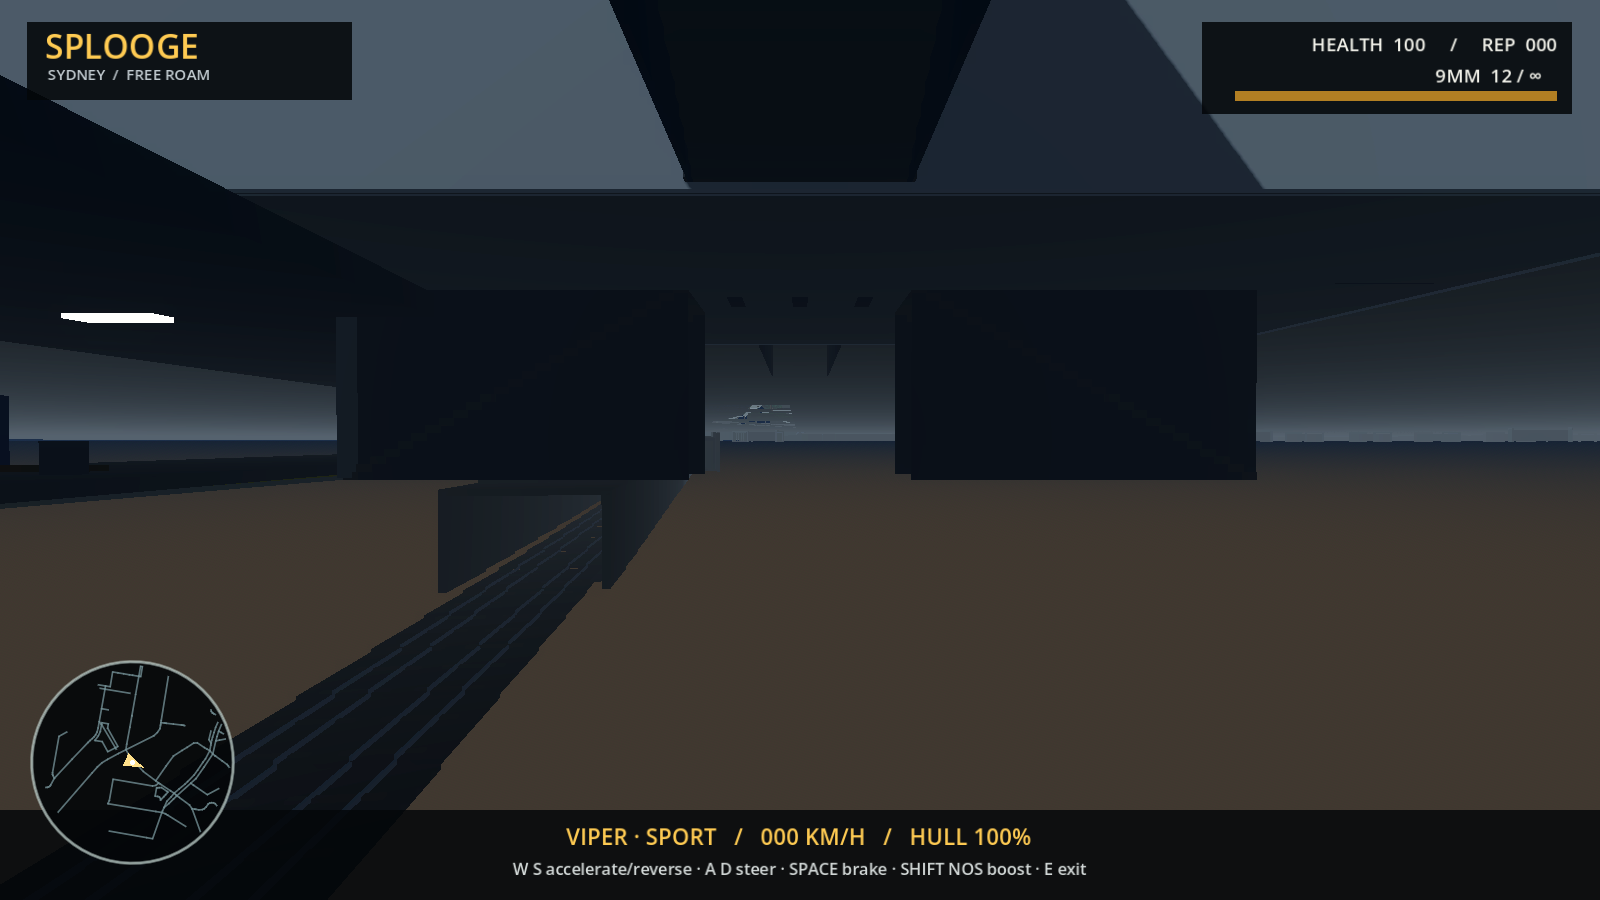 SPLOOGE
SYDNEY / FREE ROAM
HEALTH 100 / REP 000
9MM 12 / ∞
VIPER · SPORT / 000 KM/H / HULL 100%
W S accelerate/reverse · A D steer · SPACE brake · SHIFT NOS boost · E exit